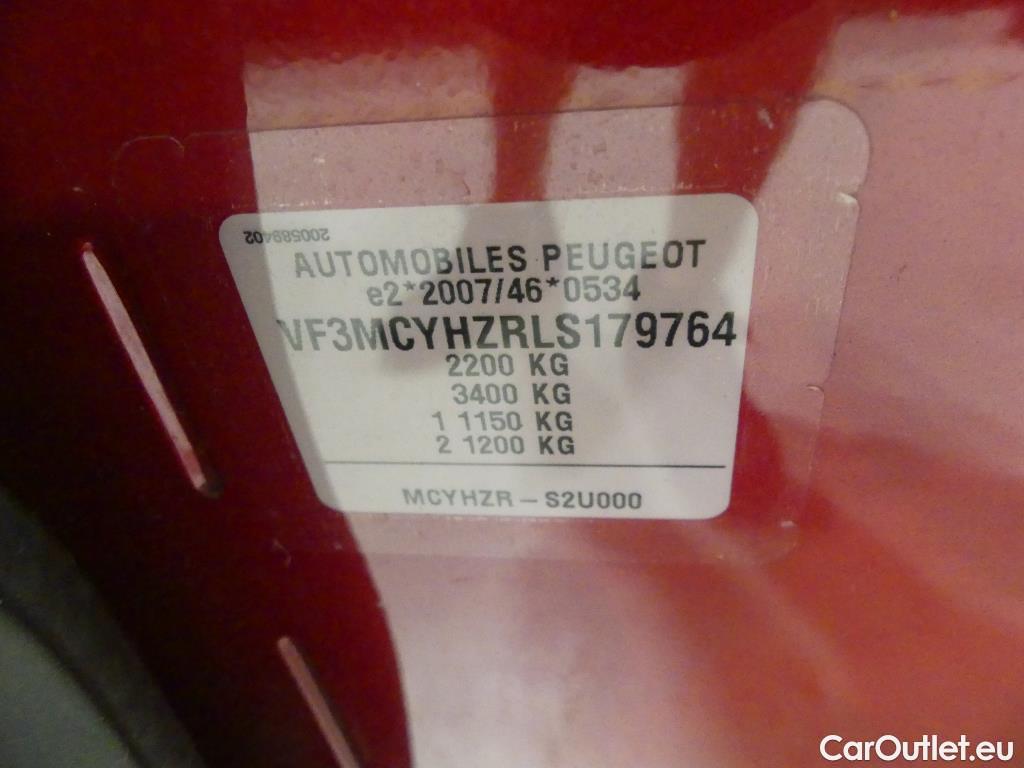 200589402
AUTOMOBILES PEUGEOT
e2*2007/46*0534
VF3MCYHZRLS179764
2200 KG
3400 KG
1 1150 KG
2 1200 KG
MCYHZR – S2U000
CarOutlet.eu